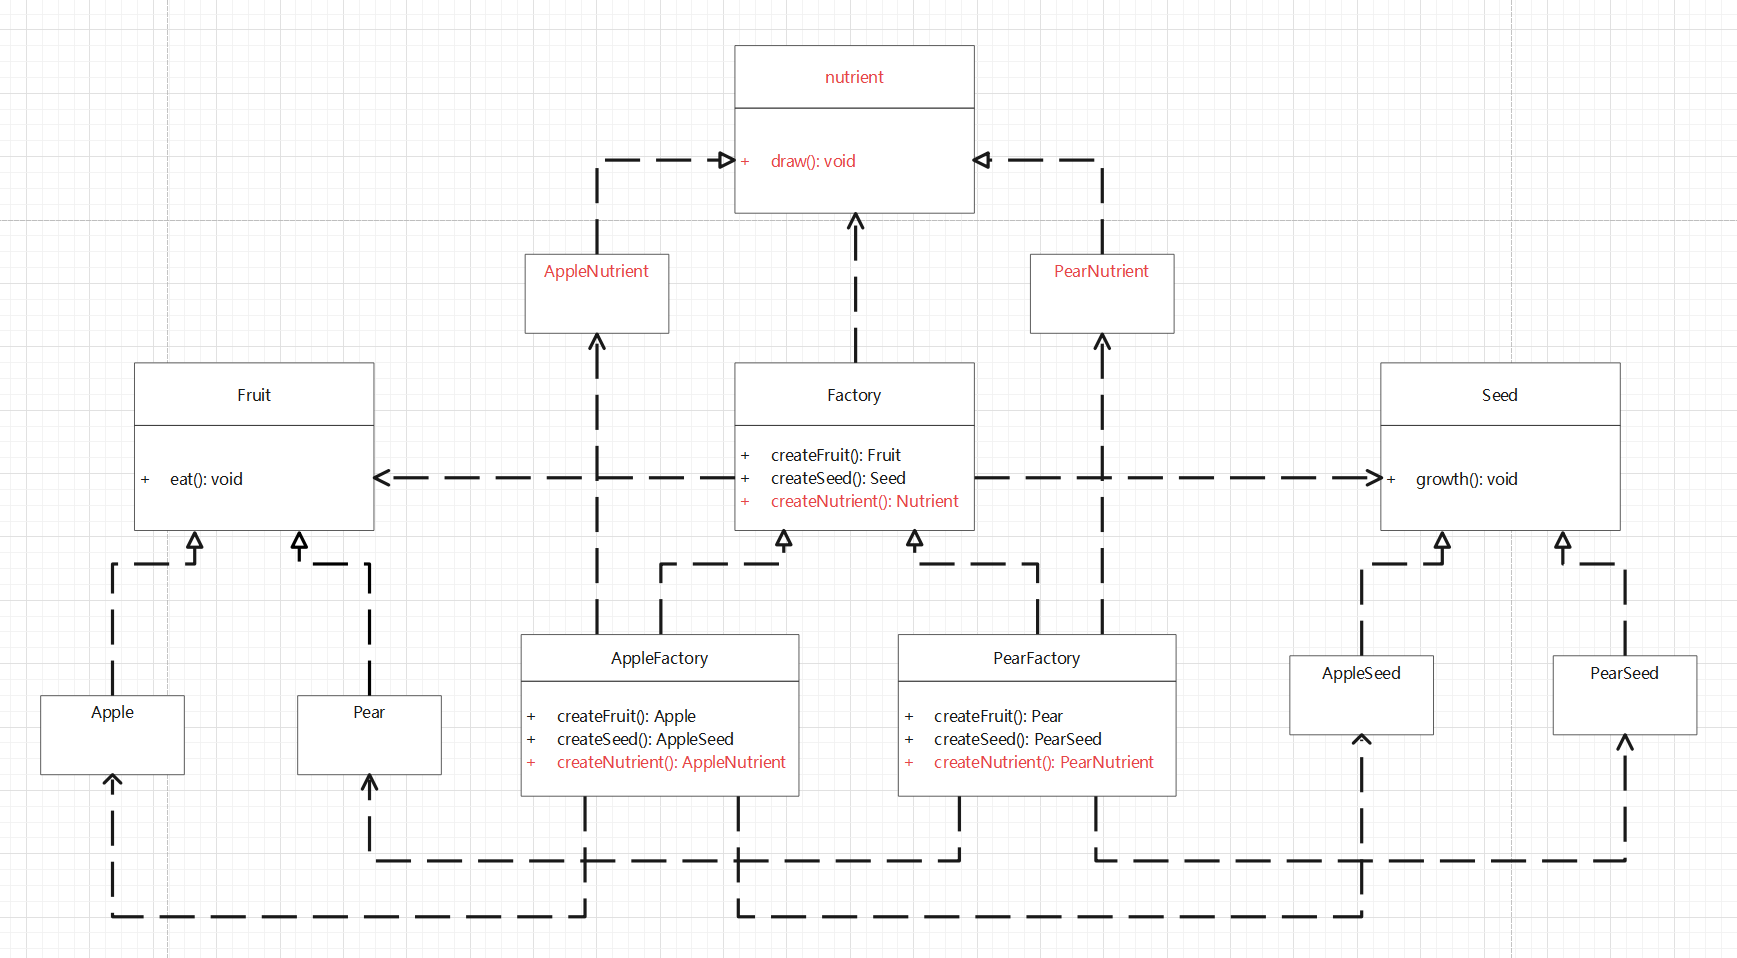 nutrient
+ draw(): void
AppleNutrient
PearNutrient
Fruit
+ eat(): void
Factory
+ createFruit(): Fruit
+ createSeed(): Seed
+ createNutrient(): Nutrient
Seed
+ growth(): void
Apple
Pear
AppleFactory
+ createFruit(): Apple
+ createSeed(): AppleSeed
+ createNutrient(): AppleNutrient
PearFactory
+ createFruit(): Pear
+ createSeed(): PearSeed
+ createNutrient(): PearNutrient
AppleSeed
PearSeed